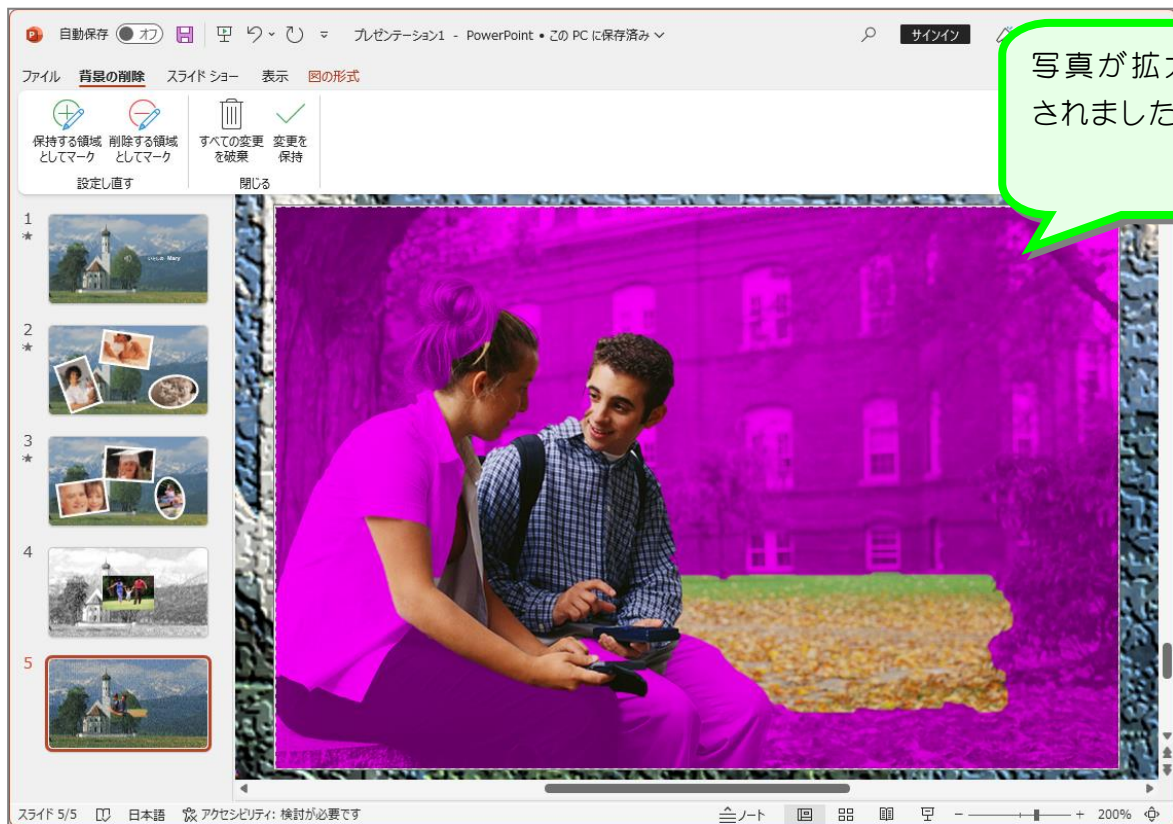 自動保存 オフ プレゼンテーション1 - PowerPoint • この PC に保存済み サインイン
ファイル 背景の削除 スライド ショー 表示 図の形式
保持する領域 削除する領域 すべての変更 変更を
としてマーク としてマーク を破棄 保持
設定し直す 閉じる
写真が拡
されました
1
2
3
4
5
スライド 5/5 日本語 アクセシビリティ: 検討が必要です ノート 200%